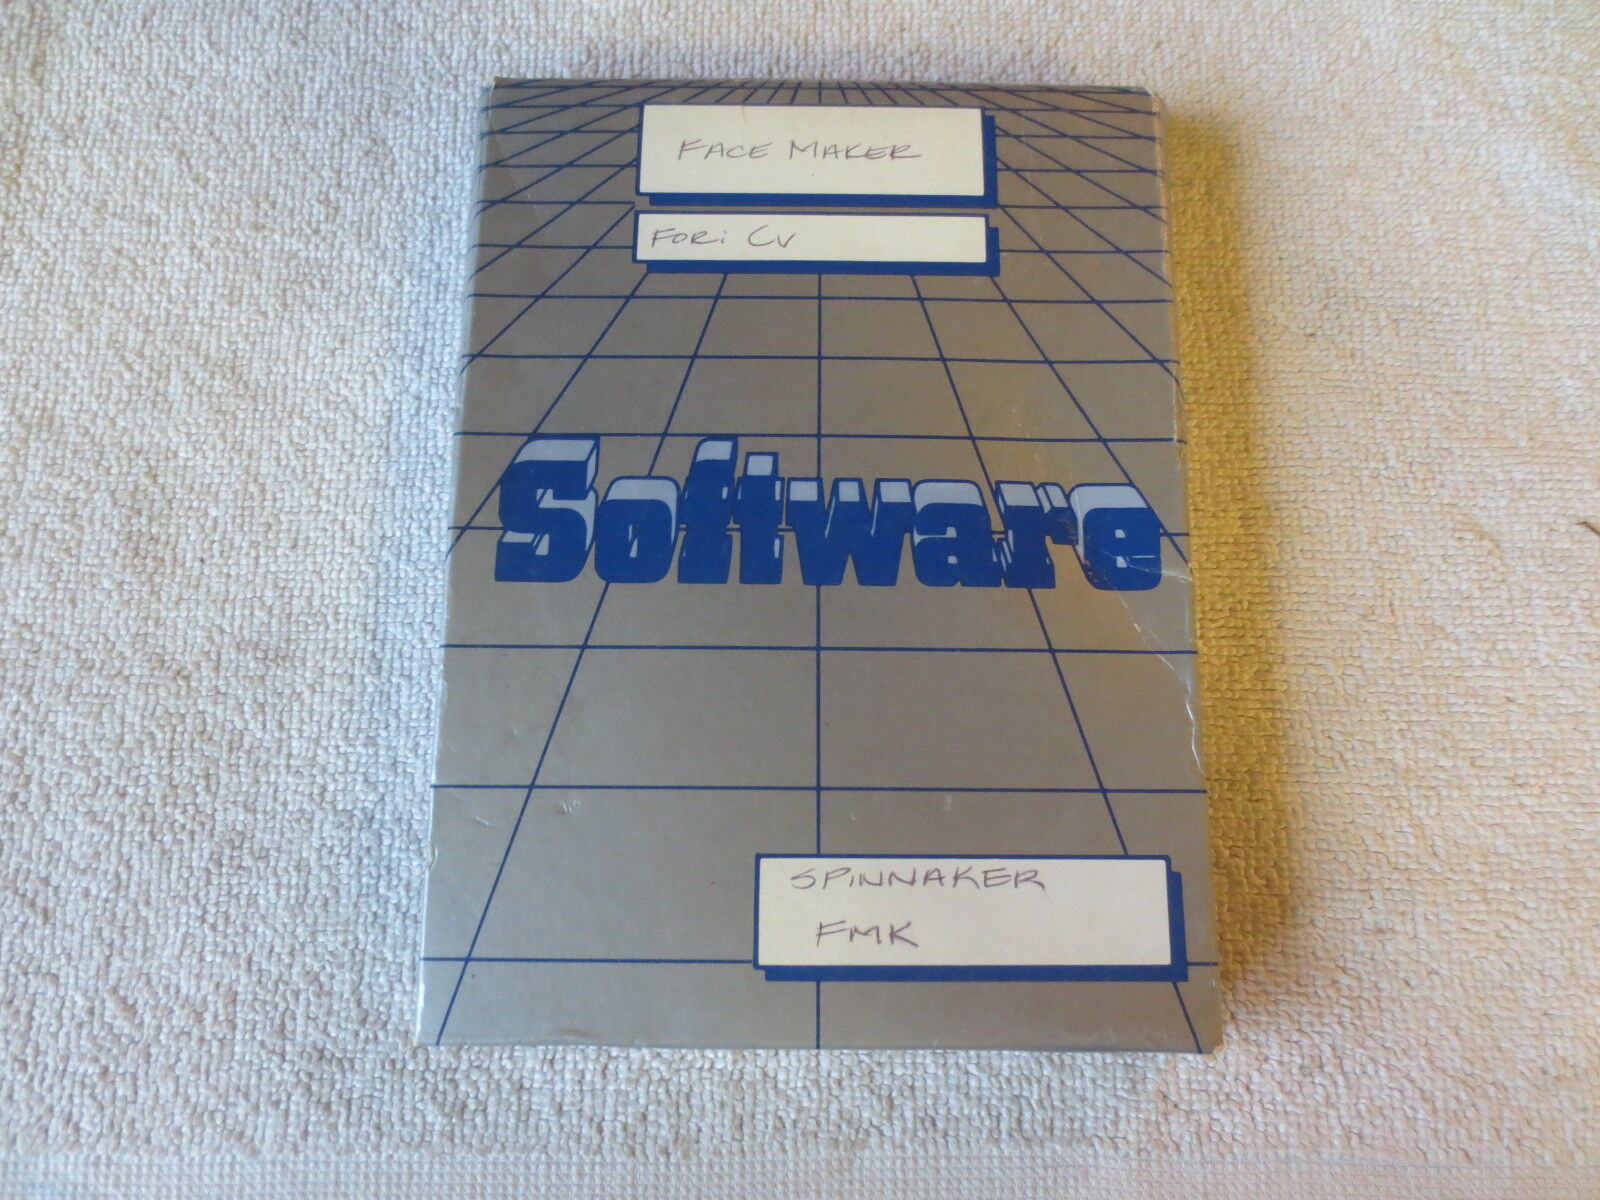 FACE MAKER
FOR: CV
Software
SPINNAKER
FMK